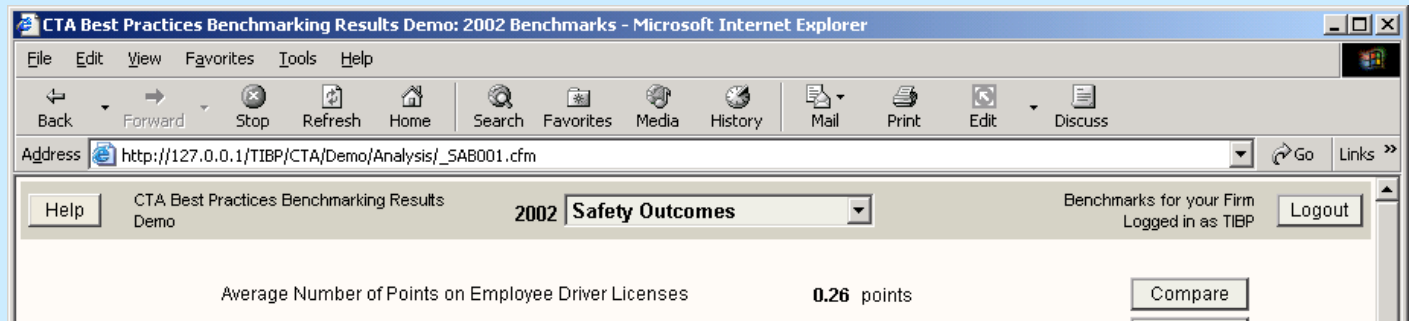 CTA Best Practices Benchmarking Results Demo: 2002 Benchmarks - Microsoft Internet Explorer
File Edit View Favorites Tools Help
Back Forward Stop Refresh Home Search Favorites Media History Mail Print Edit Discuss
Address http://127.0.0.1/TIBP/CTA/Demo/Analysis/_SAB001.cfm Go Links »
Help CTA Best Practices Benchmarking Results 2002 Safety Outcomes Benchmarks for your Firm Logout
Demo Logged in as TIBP
Average Number of Points on Employee Driver Licenses 0.26 points Compare